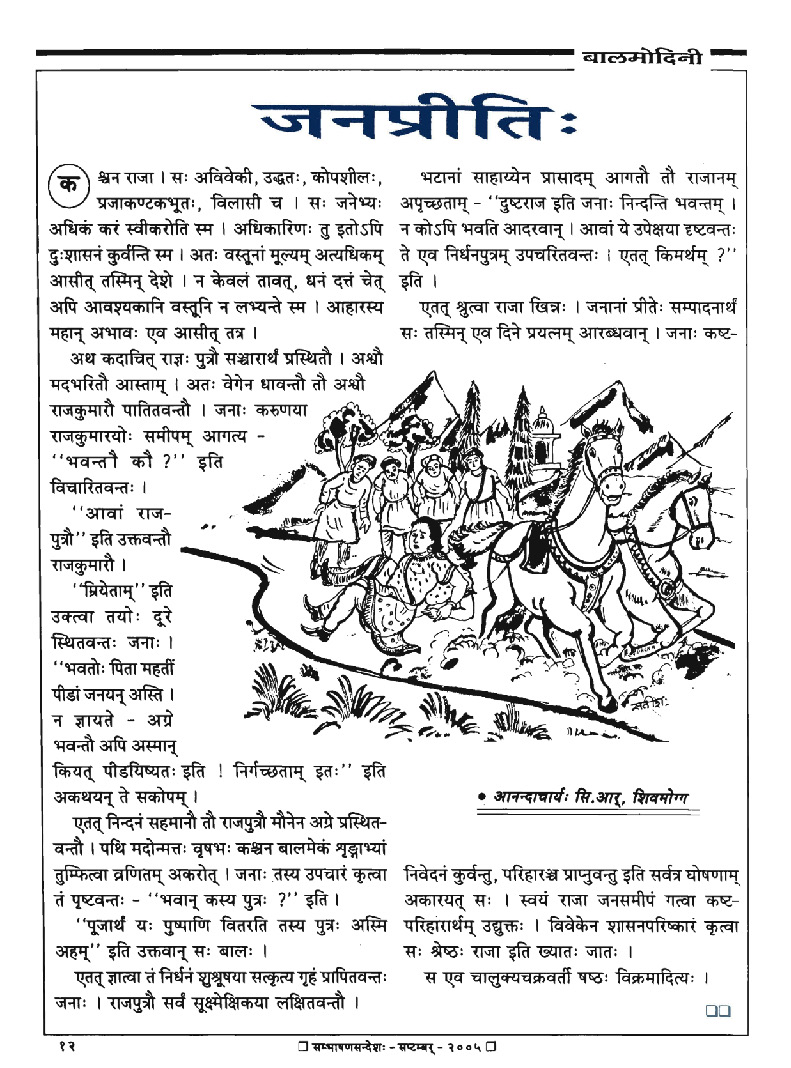 बालमोदिनी
जनप्रीतिः
कश्चन राजा । सः अविवेकी, उद्धतः, कोपशीलः,
प्रजाकण्टकभूतः, विलासी च । सः जनेभ्यः
अधिकं करं स्वीकरोति स्म । अधिकारिणः तु इतोऽपि
दुःशासनं कुर्वन्ति स्म । अतः वस्तूनां मूल्यम् अत्यधिकम्
आसीत् तस्मिन् देशे । न केवलं तावत्, धनं दत्तं चेत्
अपि आवश्यकानि वस्तूनि न लभ्यन्ते स्म । आहारस्य
महान् अभावः एव आसीत् तत्र ।
अथ कदाचित् राज्ञः पुत्रौ सञ्चारार्थं प्रस्थितौ । अश्वौ
मदभरितौ आस्ताम् । अतः वेगेन धावन्तौ तौ अश्वौ
राजकुमारौ पातितवन्तौ । जनाः करुणया
राजकुमारयोः समीपम् आगत्य -
“भवन्तौ कौ ?” इति
विचारितवन्तः ।
“आवां राज-
पुत्रौ” इति उक्तवन्तौ
राजकुमारौ ।
“म्रियेताम्” इति
उक्त्वा तयोः दूरे
स्थितवन्तः जनाः ।
“भवतोः पिता महतीं
पीडां जनयन् अस्ति ।
न ज्ञायते - अग्रे
भवन्तौ अपि अस्मान्
कियत् पीडयिष्यतः इति ! निर्गच्छताम् इतः” इति
अकथयन् ते सकोपम् ।
एतत् निन्दनं सहमानौ तौ राजपुत्रौ मौनेन अग्रे प्रस्थित-
वन्तौ । पथि मदोन्मत्तः वृषभः कश्चन बालमेकं शृङ्गाभ्यां
तुम्फित्वा व्रणितम् अकरोत् । जनाः तस्य उपचारं कृत्वा
तं पृष्टवन्तः - “भवान् कस्य पुत्रः ?” इति ।
“पूजार्थं यः पुष्पाणि वितरति तस्य पुत्रः अस्मि
अहम्” इति उक्तवान् सः बालः ।
एतत् ज्ञात्वा तं निर्धनं शुश्रूषया सत्कृत्य गृहं प्रापितवन्तः
जनाः । राजपुत्रौ सर्वं सूक्ष्मेक्षिकया लक्षितवन्तौ ।
भटानां साहाय्येन प्रासादम् आगतौ तौ राजानम्
अपृच्छताम् - “दुष्टराज इति जनाः निन्दन्ति भवन्तम् ।
न कोऽपि भवति आदरवान् । आवां ये उपेक्षया दृष्टवन्तः
ते एव निर्धनपुत्रम् उपचरितवन्तः । एतत् किमर्थम् ?”
इति ।
एतत् श्रुत्वा राजा खिन्नः । जनानां प्रीतेः सम्पादनार्थं
सः तस्मिन् एव दिने प्रयत्नम् आरब्धवान् । जनाः कष्ट-
• आनन्दाचार्यः सि.आर्, शिवमोग्ग
निवेदनं कुर्वन्तु, परिहारञ्च प्राप्नुवन्तु इति सर्वत्र घोषणाम्
अकारयत् सः । स्वयं राजा जनसमीपं गत्वा कष्ट-
परिहारार्थम् उद्युक्तः । विवेकेन शासनपरिष्कारं कृत्वा
सः श्रेष्ठः राजा इति ख्यातः जातः ।
स एव चालुक्यचक्रवर्ती षष्ठः विक्रमादित्यः ।
१२
❐ सम्भाषणसन्देशः - सप्टम्बर् - २००५ ❐